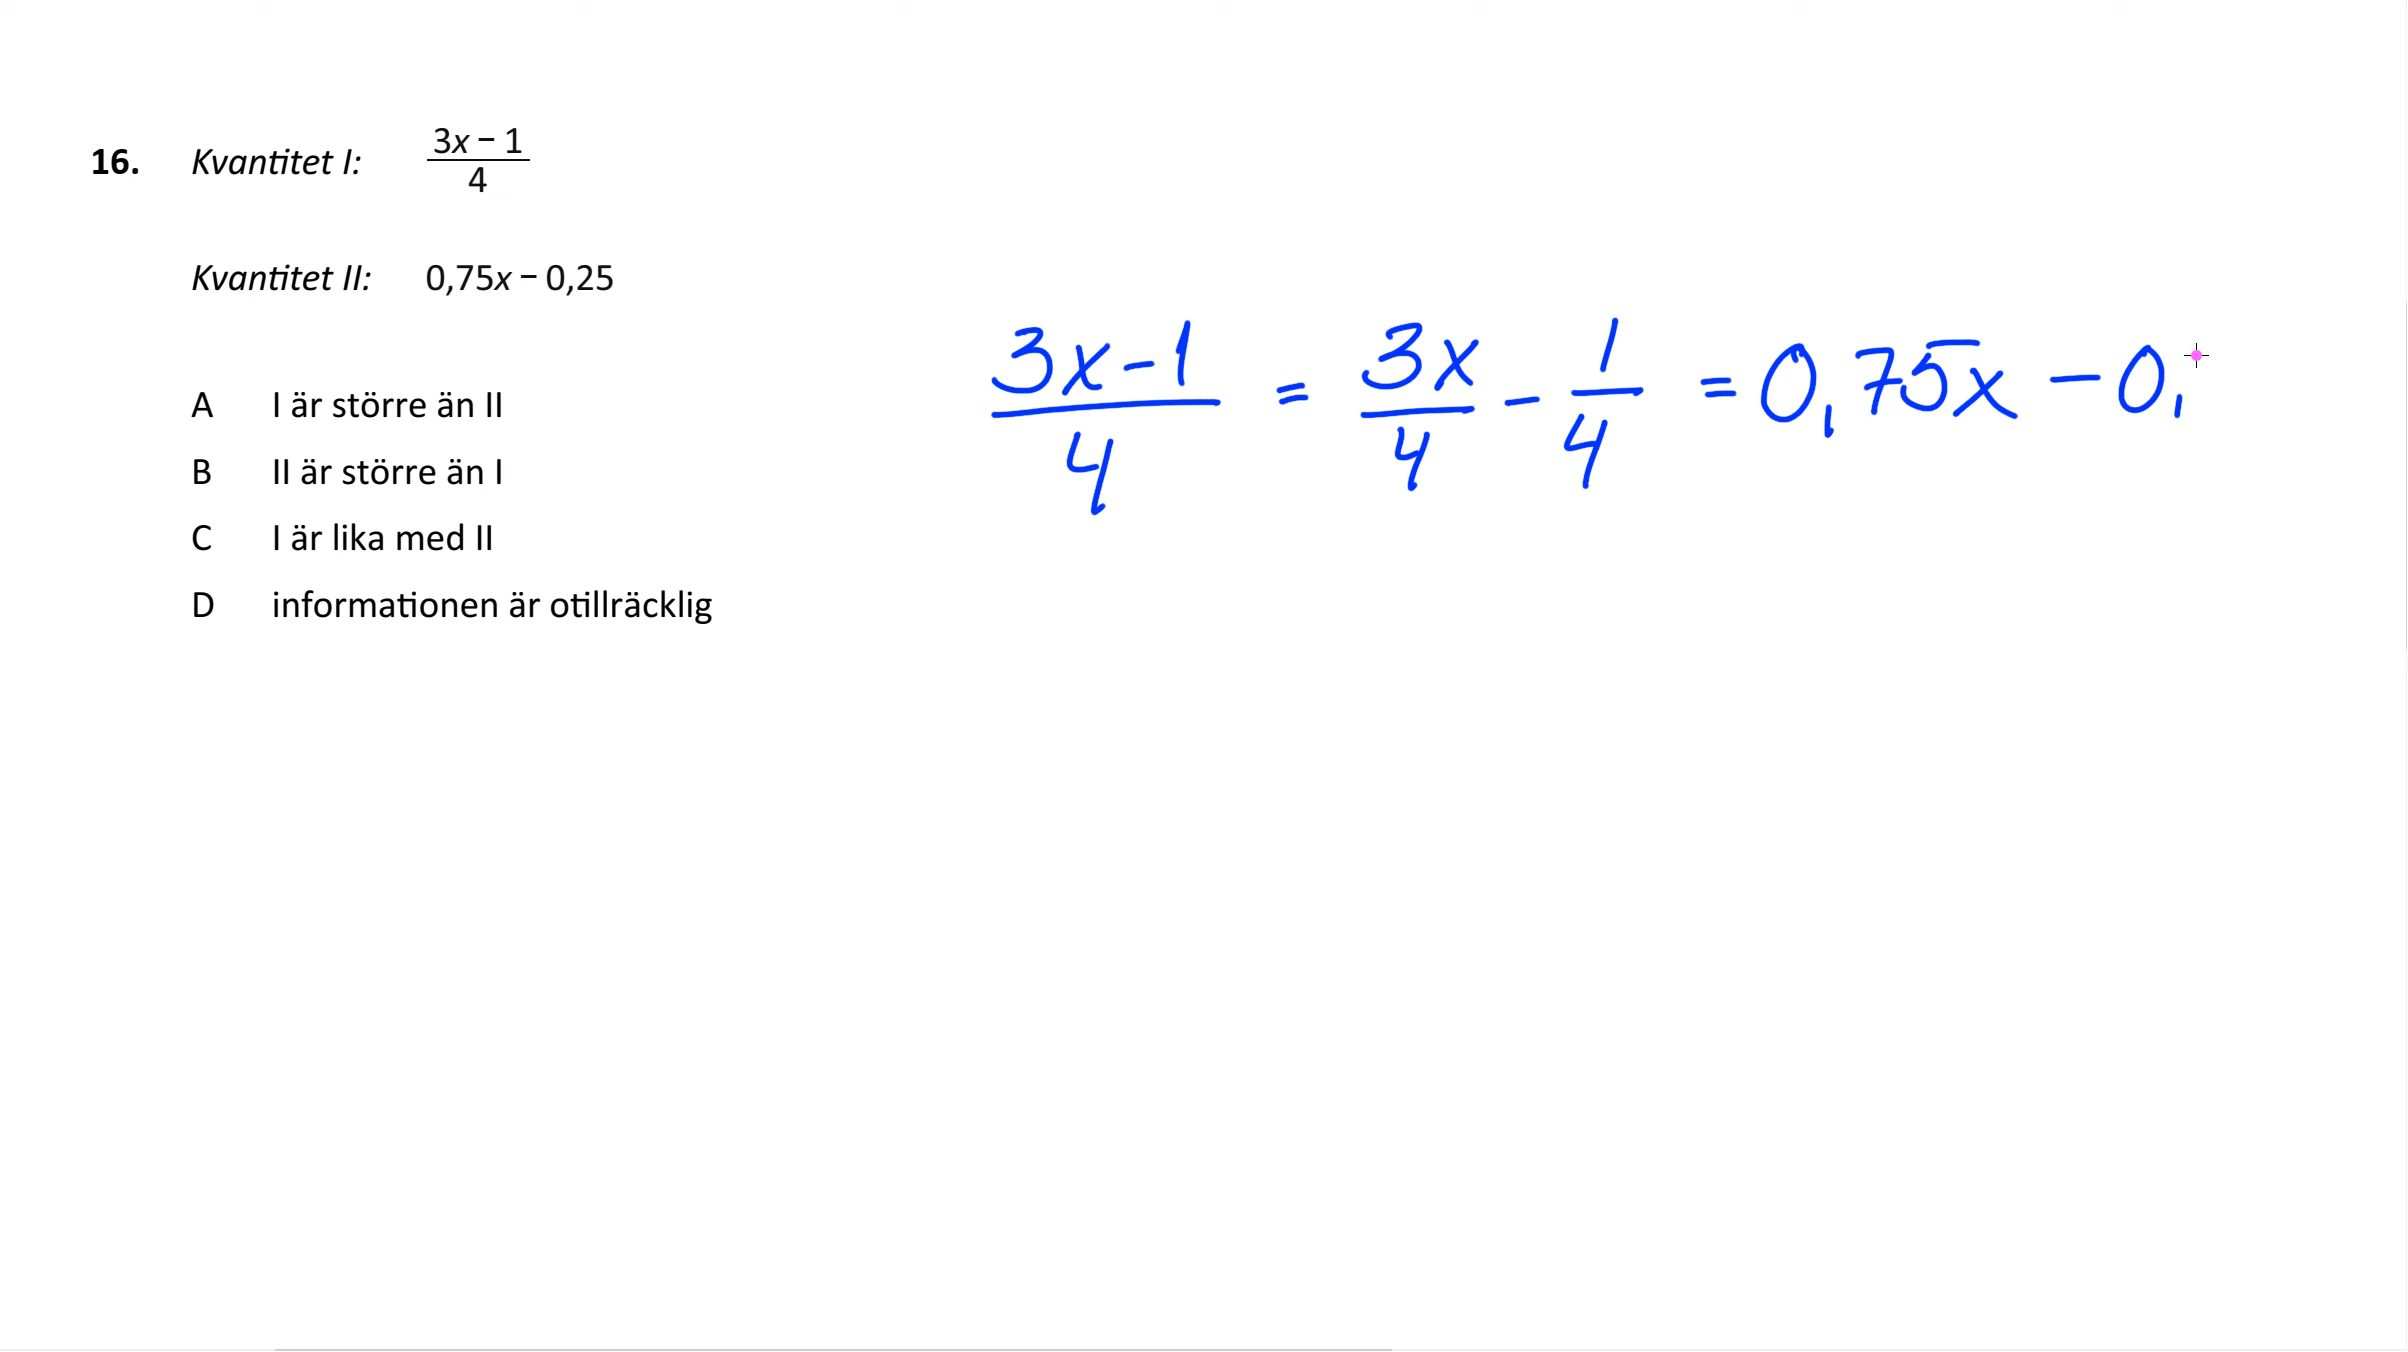 16. Kvantitet I: (3x − 1)/4
Kvantitet II: 0,75x − 0,25
A I är större än II
B II är större än I
C I är lika med II
D informationen är otillräcklig
(3x-1)/4 = 3x/4 - 1/4 = 0,75x - 0,